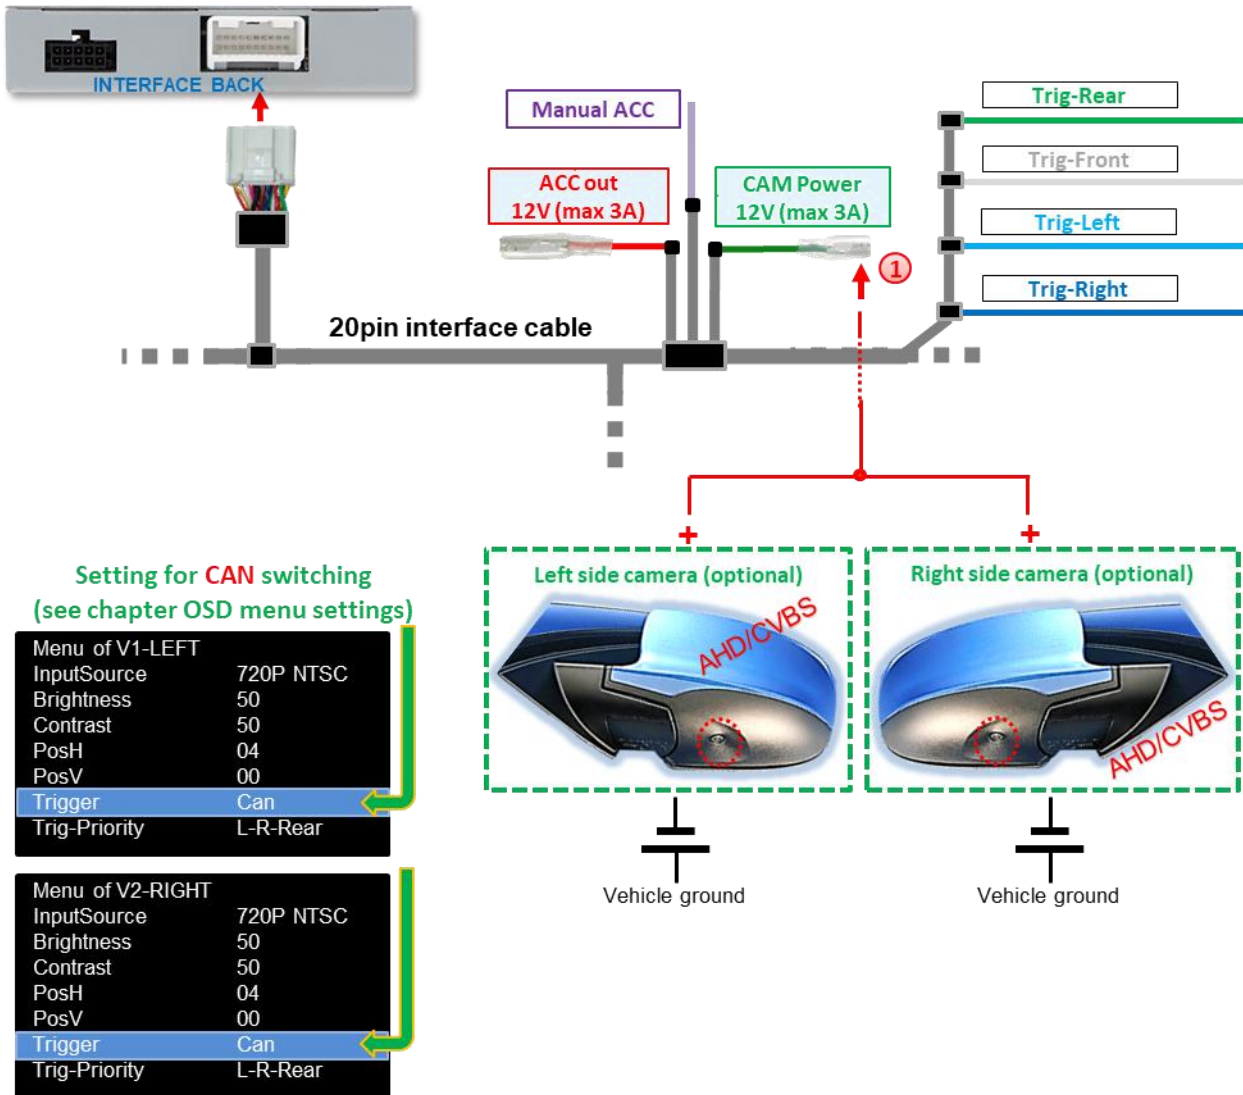 INTERFACE BACK
Manual ACC
ACC out
12V (max 3A)
CAM Power
12V (max 3A)
Trig-Rear
Trig-Front
Trig-Left
Trig-Right
1
20pin interface cable
+
+
Left side camera (optional)
AHD/CVBS
Right side camera (optional)
AHD/CVBS
Vehicle ground
Vehicle ground
Setting for CAN switching
(see chapter OSD menu settings)
Menu of V1-LEFT
InputSource 720P NTSC
Brightness 50
Contrast 50
PosH 04
PosV 00
Trigger Can
Trig-Priority L-R-Rear
Menu of V2-RIGHT
InputSource 720P NTSC
Brightness 50
Contrast 50
PosH 04
PosV 00
Trigger Can
Trig-Priority L-R-Rear